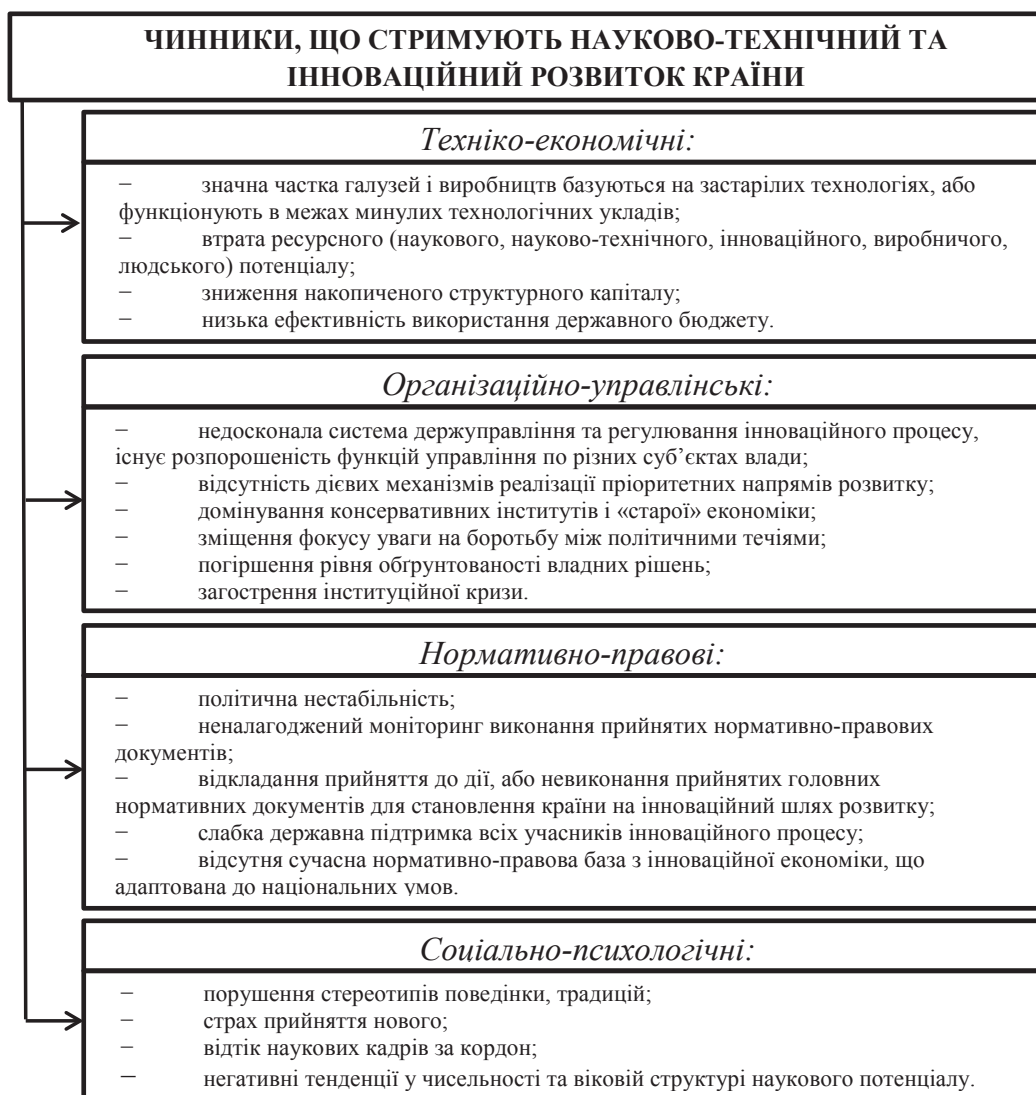 ЧИННИКИ, ЩО СТРИМУЮТЬ НАУКОВО-ТЕХНІЧНИЙ ТА
ІННОВАЦІЙНИЙ РОЗВИТОК КРАЇНИ
Техніко-економічні:
− значна частка галузей і виробництв базуються на застарілих технологіях, або
функціонують в межах минулих технологічних укладів;
− втрата ресурсного (наукового, науково-технічного, інноваційного, виробничого,
людського) потенціалу;
− зниження накопиченого структурного капіталу;
− низька ефективність використання державного бюджету.
Організаційно-управлінські:
− недосконала система держуправління та регулювання інноваційного процесу,
існує розпорошеність функцій управління по різних суб’єктах влади;
− відсутність дієвих механізмів реалізації пріоритетних напрямів розвитку;
− домінування консервативних інститутів і «старої» економіки;
− зміщення фокусу уваги на боротьбу між політичними течіями;
− погіршення рівня обґрунтованості владних рішень;
− загострення інституційної кризи.
Нормативно-правові:
− політична нестабільність;
− неналагоджений моніторинг виконання прийнятих нормативно-правових
документів;
− відкладання прийняття до дії, або невиконання прийнятих головних
нормативних документів для становлення країни на інноваційний шлях розвитку;
− слабка державна підтримка всіх учасників інноваційного процесу;
− відсутня сучасна нормативно-правова база з інноваційної економіки, що
адаптована до національних умов.
Соціально-психологічні:
− порушення стереотипів поведінки, традицій;
− страх прийняття нового;
− відтік наукових кадрів за кордон;
− негативні тенденції у чисельності та віковій структурі наукового потенціалу.